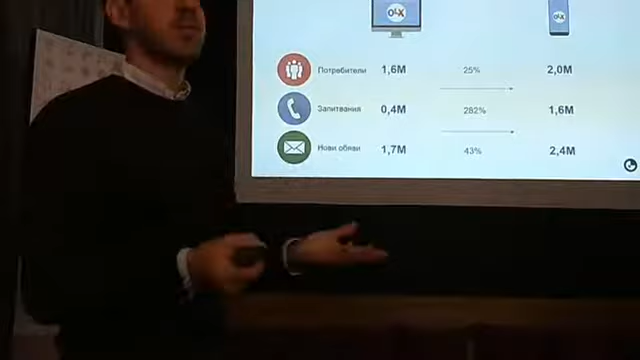 OLX OLX
Потребители 1,6M 25% 2,0M
Запитвания 0,4M 282% 1,6M
Нови обяви 1,7M 43% 2,4M